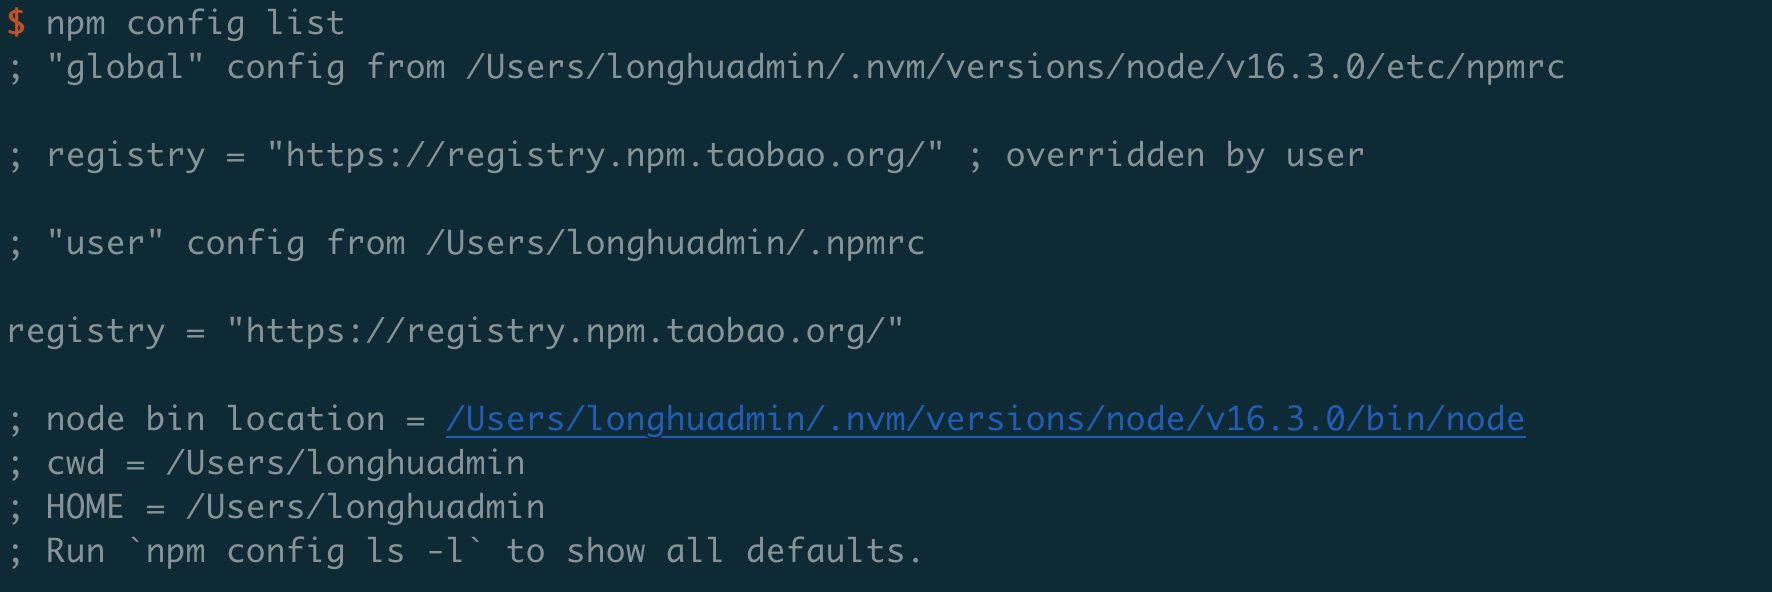 $ npm config list
; "global" config from /Users/longhuadmin/.nvm/versions/node/v16.3.0/etc/npmrc
; registry = "https://registry.npm.taobao.org/" ; overridden by user
; "user" config from /Users/longhuadmin/.npmrc
registry = "https://registry.npm.taobao.org/"
; node bin location = /Users/longhuadmin/.nvm/versions/node/v16.3.0/bin/node
; cwd = /Users/longhuadmin
; HOME = /Users/longhuadmin
; Run `npm config ls -l` to show all defaults.